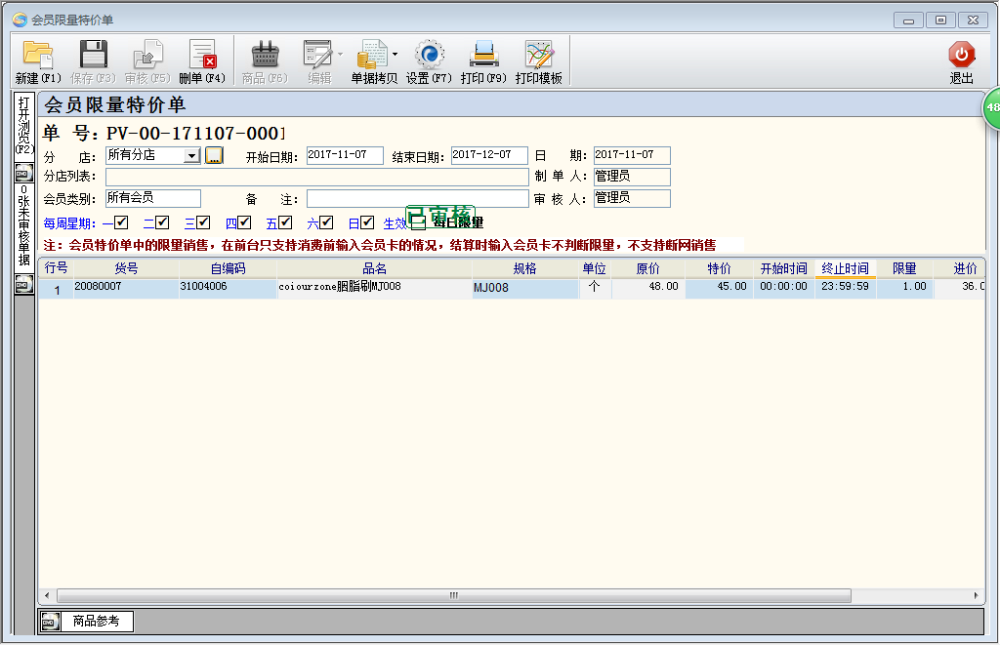 会员限量特价单
新建(F1) 保存(F3) 审核(F5) 删单(F4) 商品(F6) 编辑 单据拷贝 设置(F7) 打印(F9) 打印模板 退出
打开浏览(F2)
0张未审核单据
会员限量特价单
48
单 号: PV-00-171107-0001
分 店: 所有分店 ... 开始日期: 2017-11-07 结束日期: 2017-12-07 日 期: 2017-11-07
分店列表: 制 单 人: 管理员
会员类别: 所有会员 备 注: 审 核 人: 管理员
已审核
每周星期: 一 二 三 四 五 六 日 生效 每日限量
注: 会员特价单中的限量销售, 在前台只支持消费前输入会员卡的情况, 结算时输入会员卡不判断限量, 不支持断网销售
行号 货号 自编码 品名 规格 单位 原价 特价 开始时间 终止时间 限量 进价
1 20080007 31004006 coiourzone胭脂刷MJ008 MJ008 个 48.00 45.00 00:00:00 23:59:59 1.00 36.0
商品参考